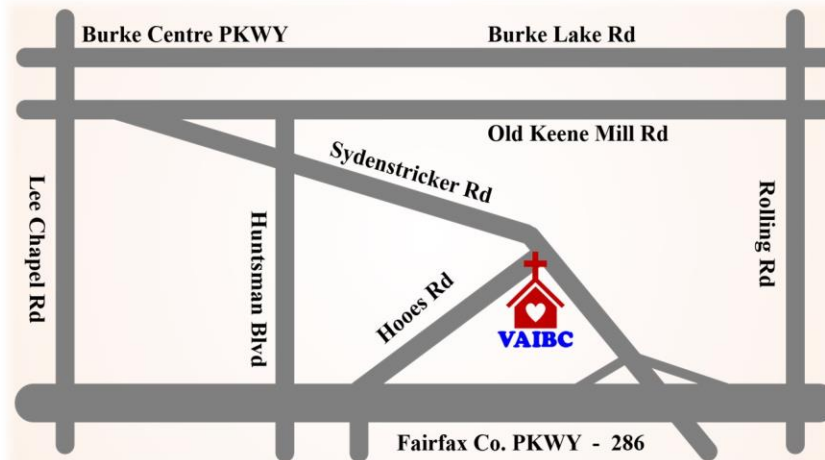 Burke Centre PKWY
Burke Lake Rd
Old Keene Mill Rd
Sydenstricker Rd
Lee Chapel Rd
Huntsman Blvd
Rolling Rd
Hooes Rd
VAIBC
Fairfax Co. PKWY - 286